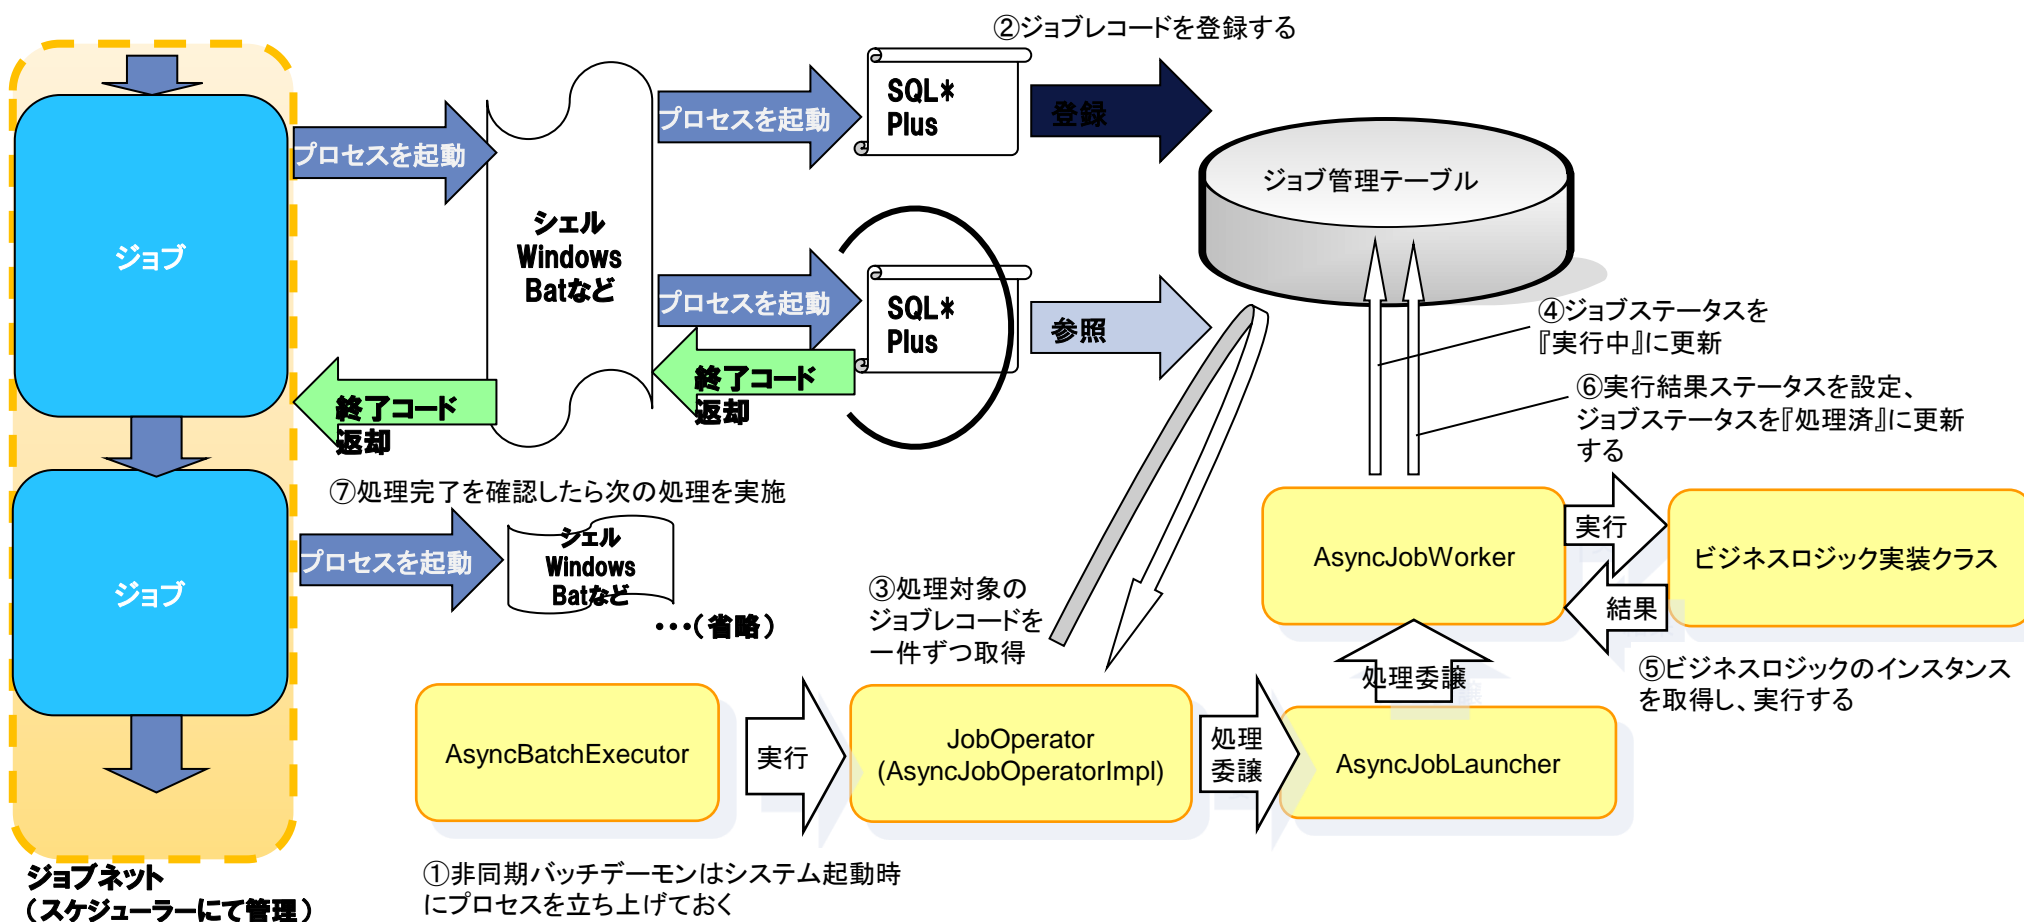 ②ジョブレコードを登録する
プロセスを起動
SQL*
Plus
登録
プロセスを起動
ジョブ管理テーブル
ジョブ
シェル
Windows
Batなど
プロセスを起動
SQL*
Plus
参照
④ジョブステータスを
『実行中』に更新
終了コード
返却
終了コード
返却
⑥実行結果ステータスを設定、
ジョブステータスを『処理済』に更新
する
⑦処理完了を確認したら次の処理を実施
プロセスを起動
シェル
Windows
Batなど
・・・(省略)
ジョブ
AsyncJobWorker
実行
結果
ビジネスロジック実装クラス
③処理対象の
ジョブレコードを
一件ずつ取得
処理委譲
⑤ビジネスロジックのインスタンス
を取得し、実行する
AsyncBatchExecutor
実行
JobOperator
(AsyncJobOperatorImpl)
処理
委譲
AsyncJobLauncher
ジョブネット
(スケジューラーにて管理)
①非同期バッチデーモンはシステム起動時
にプロセスを立ち上げておく